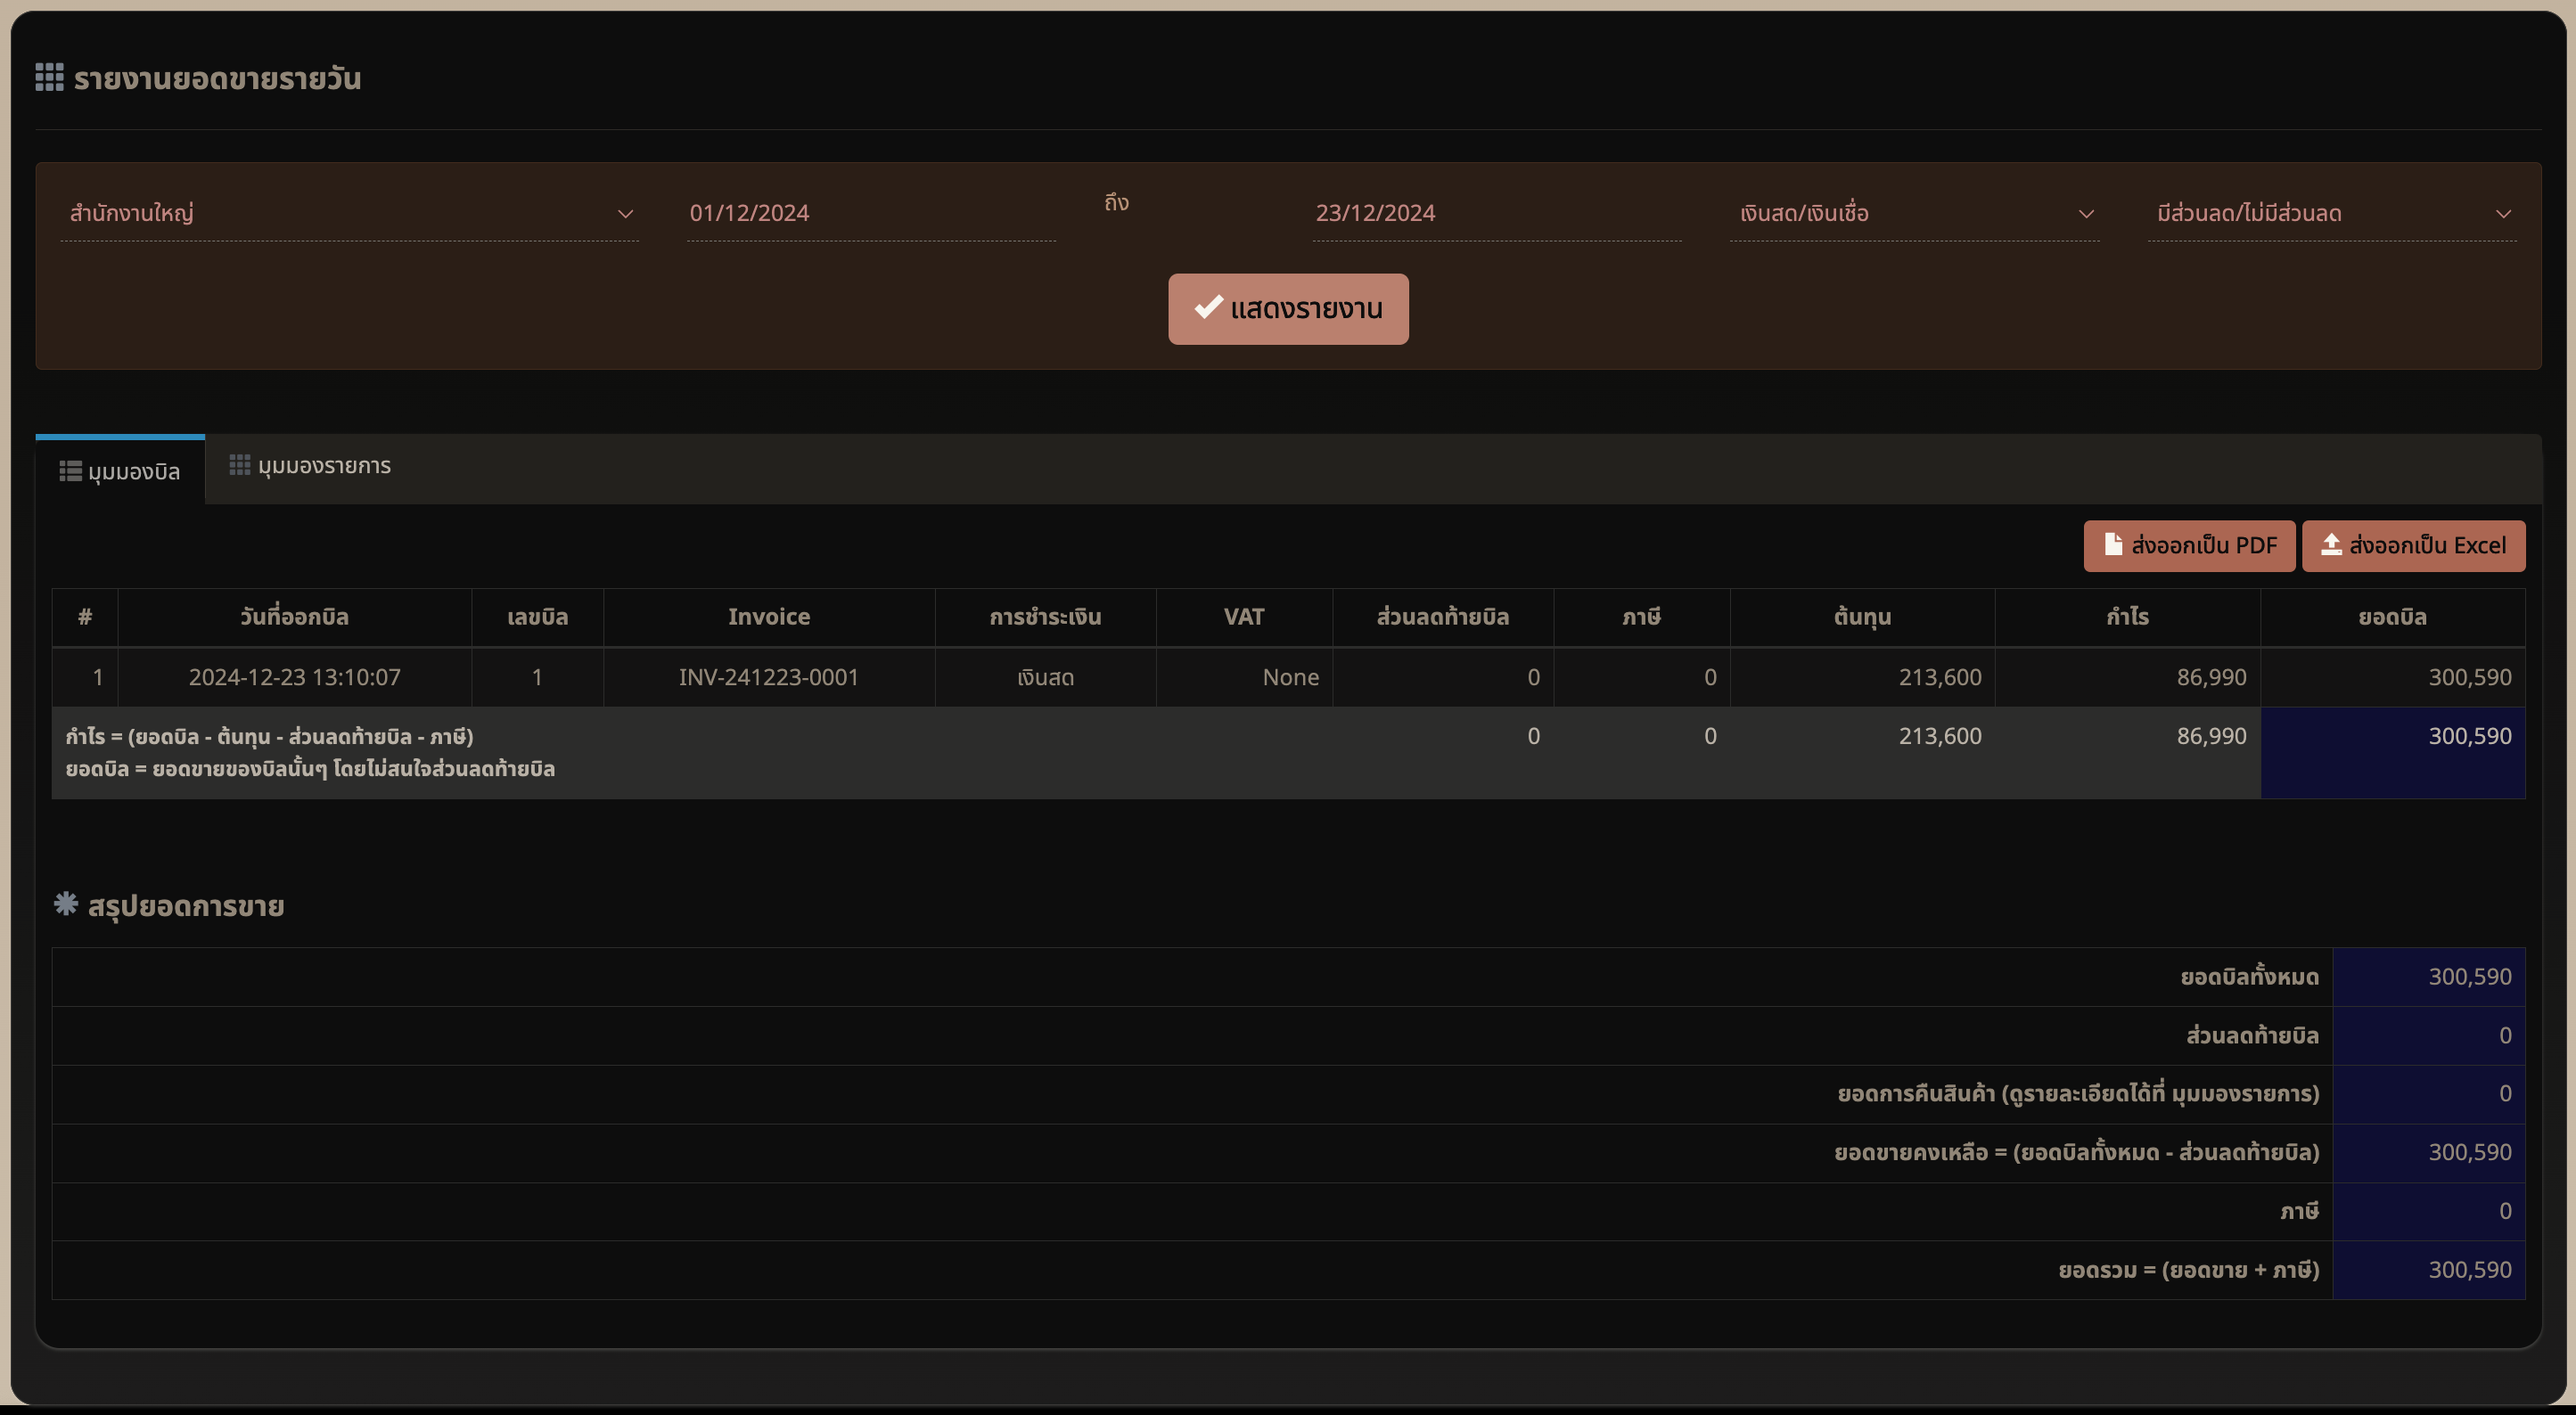 รายงานยอดขายรายวัน
สำนักงานใหญ่ 01/12/2024 ถึง 23/12/2024 เงินสด/เงินเชื่อ มีส่วนลด/ไม่มีส่วนลด
แสดงรายงาน
มุมมองบิล มุมมองรายการ
ส่งออกเป็น PDF ส่งออกเป็น Excel
# วันที่ออกบิล เลขบิล Invoice การชำระเงิน VAT ส่วนลดท้ายบิล ภาษี ต้นทุน กำไร ยอดบิล
1 2024-12-23 13:10:07 1 INV-241223-0001 เงินสด None 0 0 213,600 86,990 300,590
กำไร = (ยอดบิล - ต้นทุน - ส่วนลดท้ายบิล - ภาษี) 0 0 213,600 86,990 300,590
ยอดบิล = ยอดขายของบิลนั้นๆ โดยไม่สนใจส่วนลดท้ายบิล
สรุปยอดการขาย
ยอดบิลทั้งหมด 300,590
ส่วนลดท้ายบิล 0
ยอดการคืนสินค้า (ดูรายละเอียดได้ที่ มุมมองรายการ) 0
ยอดขายคงเหลือ = (ยอดบิลทั้งหมด - ส่วนลดท้ายบิล) 300,590
ภาษี 0
ยอดรวม = (ยอดขาย + ภาษี) 300,590